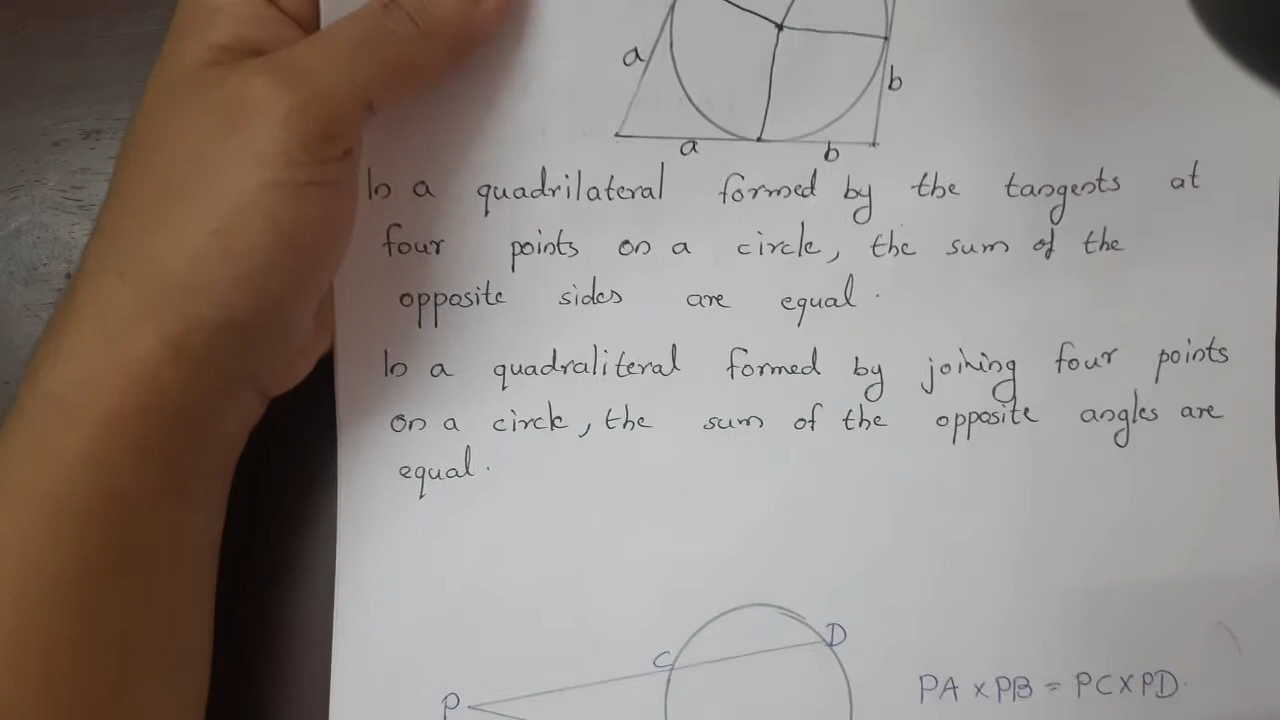 a
b
a
b
In a quadrilateral formed by the tangents at
four points on a circle, the sum of the
opposite sides are equal.
In a quadraliteral formed by joining four points
on a circle, the sum of the opposite angles are
equal.
D
C
P
PA × PB = PC × PD.